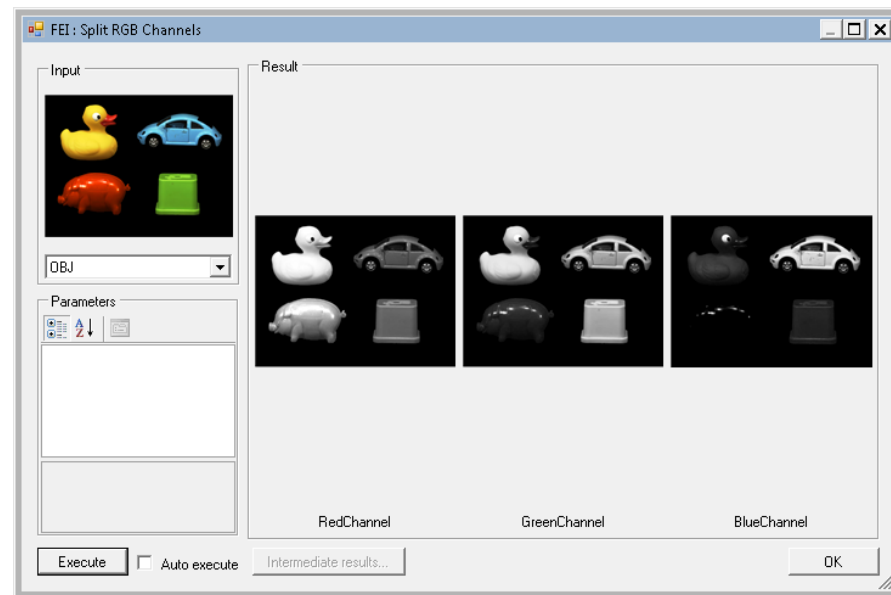 FEI : Split RGB Channels
Input
Result
OBJ
Parameters
A
Z
RedChannel
GreenChannel
BlueChannel
Execute
Auto execute
Intermediate results...
OK